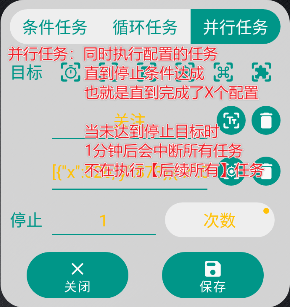 条件任务 循环任务 并行任务
并行任务：同时执行配置的任务
目标 直到停止条件达成
也就是直到完成了X个配置
关注
当未达到停止目标时
1分钟后会中断所有任务
[{"x":
不在执行【后续所有】任务
停止 1 次数
关闭 保存